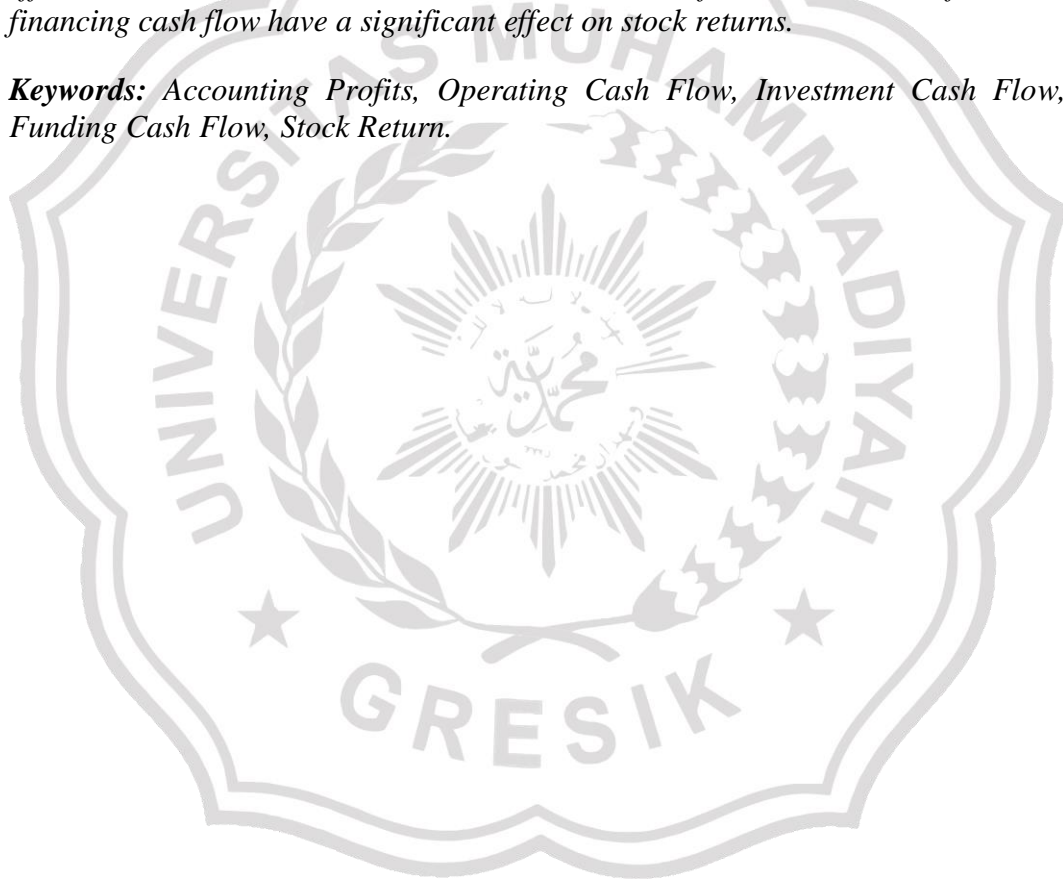 financing cash flow have a significant effect on stock returns.
Keywords: Accounting Profits, Operating Cash Flow, Investment Cash Flow,
Funding Cash Flow, Stock Return.
UNIVERSITAS MUHAMMADIYAH
GRESIK
محمدية